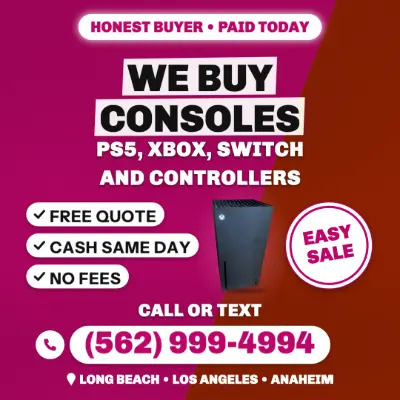 HONEST BUYER • PAID TODAY
WE BUY
CONSOLES
PS5, XBOX, SWITCH
AND CONTROLLERS
FREE QUOTE
CASH SAME DAY
NO FEES
EASY
SALE
CALL OR TEXT
(562) 999-4994
LONG BEACH • LOS ANGELES • ANAHEIM